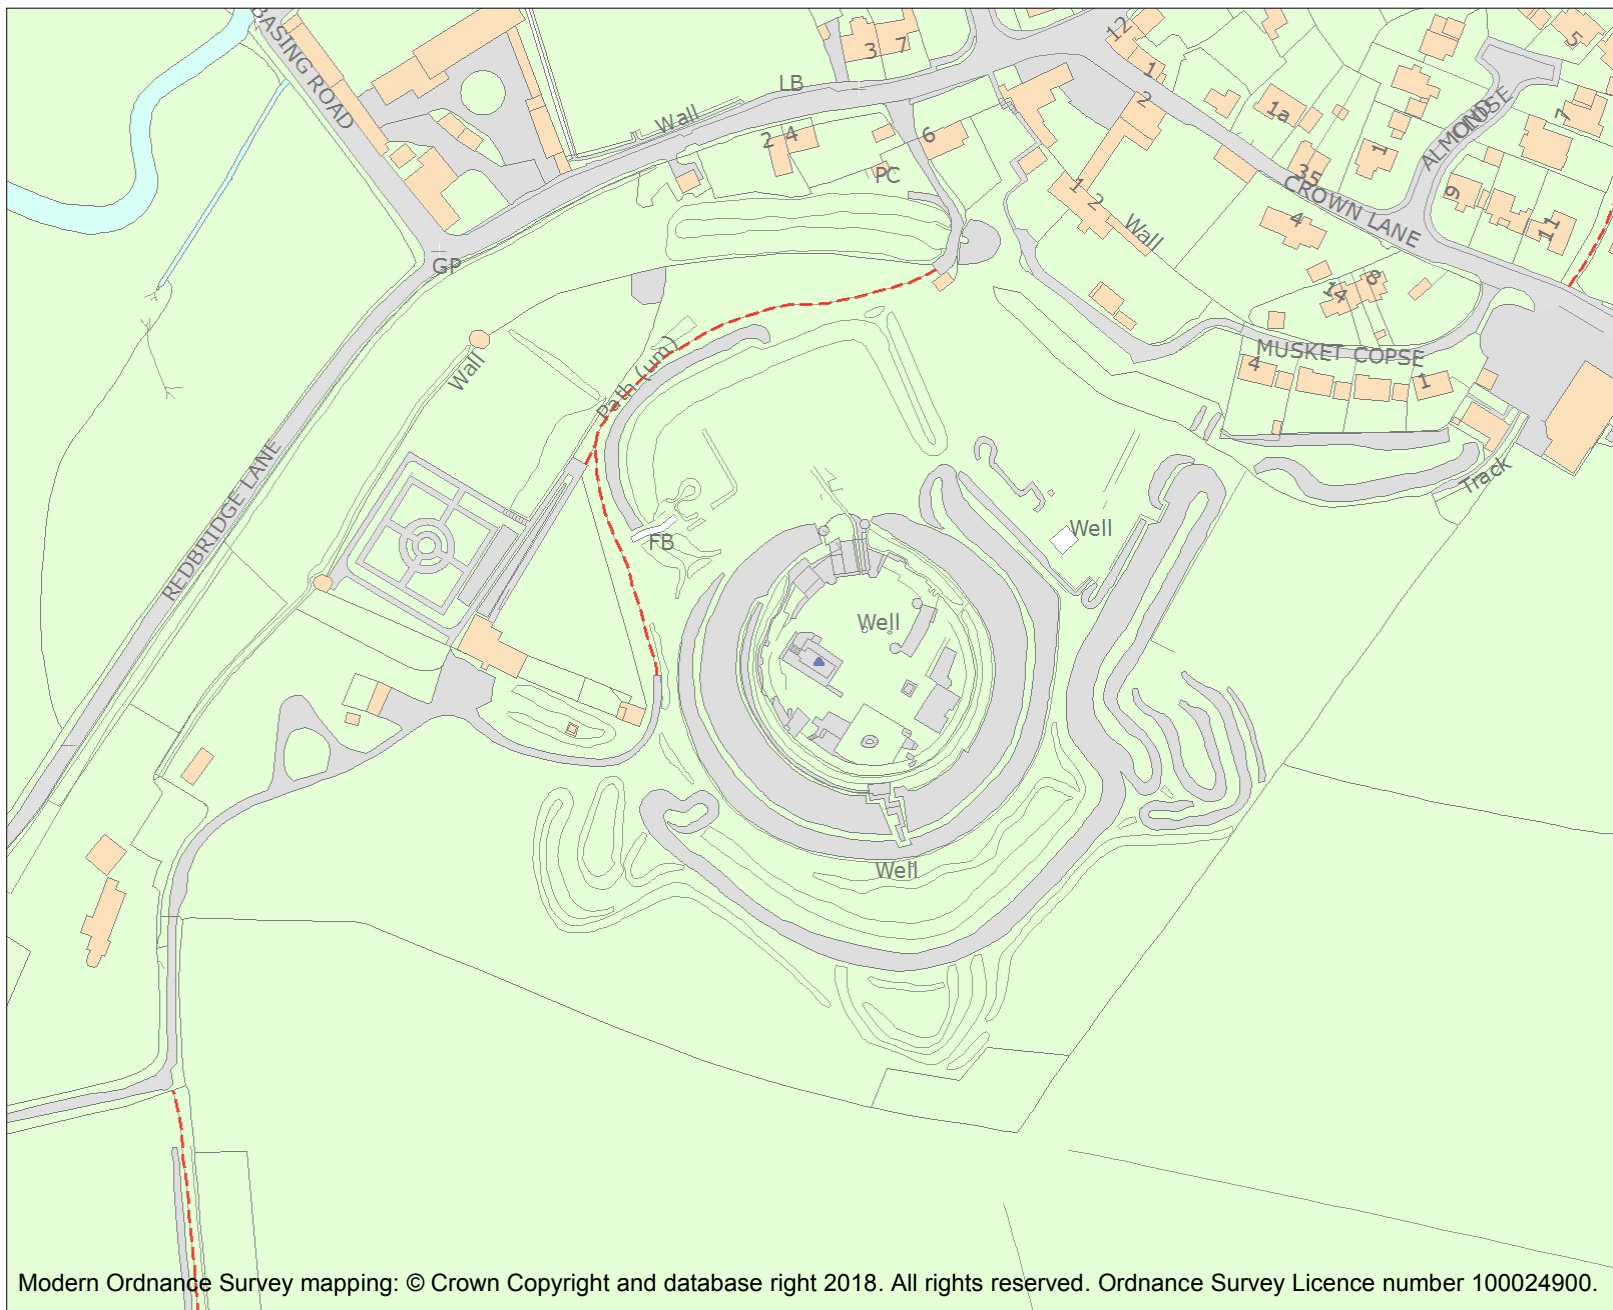 BASING ROAD
3
7
12
1
2
5
LB
Wall
2
4
6
PC
1a
1
7
ALMOND
CLOSE
35
9
11
CROWN LANE
4
1
2
Wall
GP
14
8
MUSKET COPSE
4
1
Wall
Path (um)
REDBRIDGE LANE
Track
FB
Well
Well
Well
Modern Ordnance Survey mapping: © Crown Copyright and database right 2018. All rights reserved. Ordnance Survey Licence number 100024900.